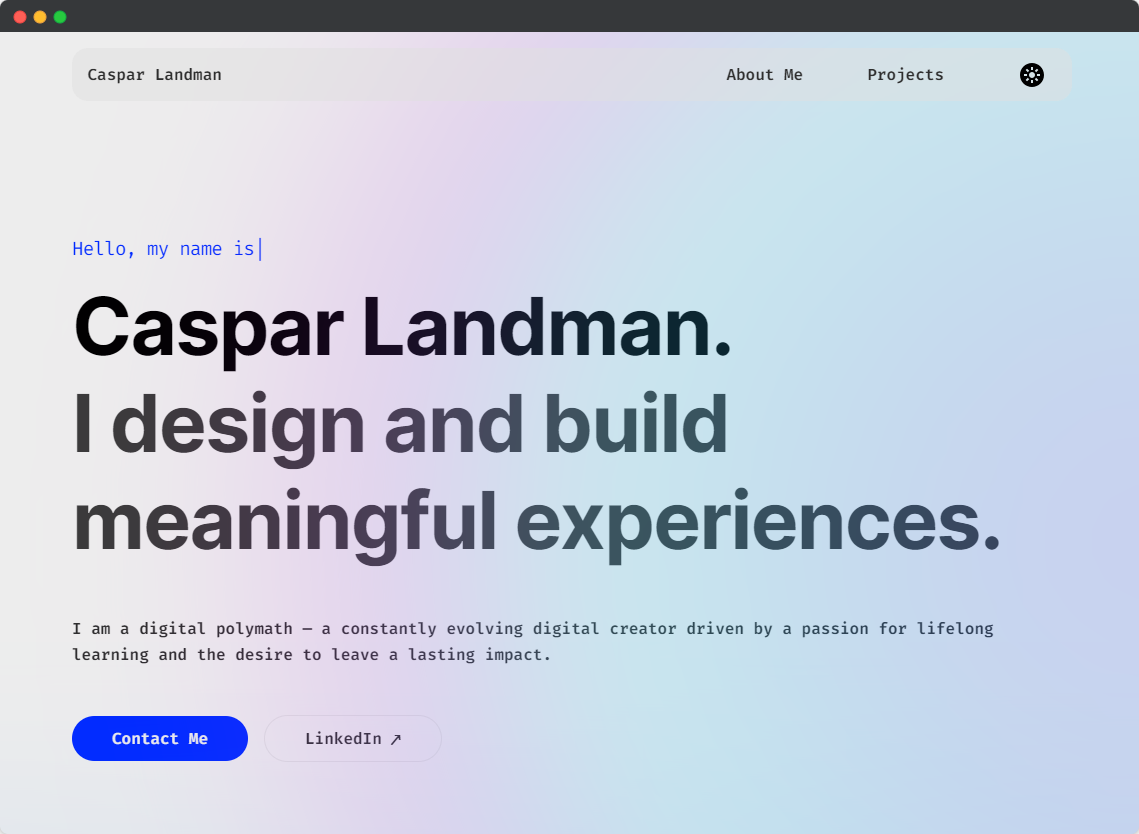 Caspar Landman
About Me
Projects
Hello, my name is
Caspar Landman.
I design and build
meaningful experiences.
I am a digital polymath — a constantly evolving digital creator driven by a passion for lifelong
learning and the desire to leave a lasting impact.
Contact Me
LinkedIn ↗